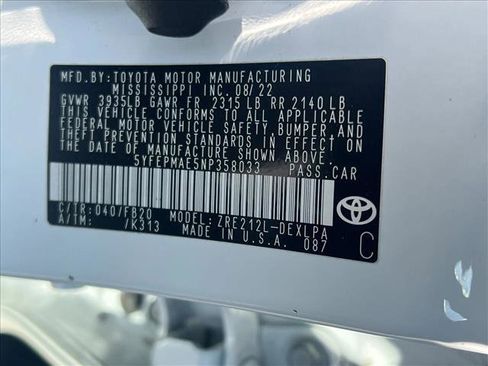 MFD.BY:TOYOTA MOTOR MANUFACTURING
MISSISSIPPI INC. 08/22
GVWR 3935LB GAWR FR 2315 LB RR 2140 LB
THIS VEHICLE CONFORMS TO ALL APPLICABLE
FEDERAL MOTOR VEHICLE SAFETY, BUMPER, AND
THEFT PREVENTION STANDARDS IN EFFECT ON
THE DATE OF MANUFACTURE SHOWN ABOVE.
5YFEPMAE5NP358033 PASS.CAR
C/TR:040/FB20 MODEL:ZRE212L-DEXLPA
A/TM: /K313 MADE IN U.S.A. 087
TOYOTA
C